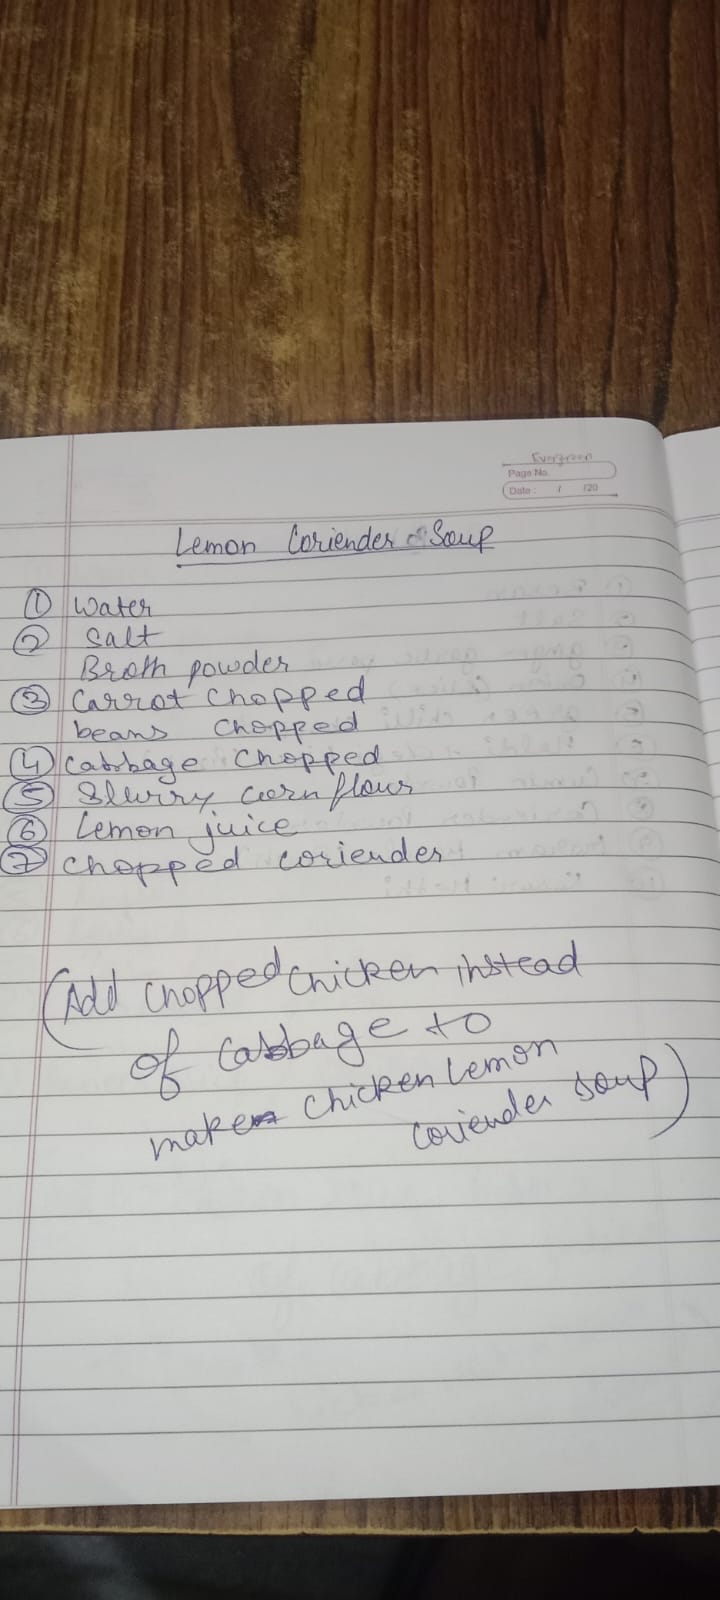 Evergreen
Page No.
Date: / /20
Lemon Coriender Soup
① Water
② Salt
Broth powder
③ Carrot Chopped
beans Chopped
④ Cabbage Chopped
⑤ Slurry corn flour
⑥ Lemon juice
⑦ Chopped coriender
(Add chopped chicken instead
of Cabbage to
make chicken lemon
coriender soup)